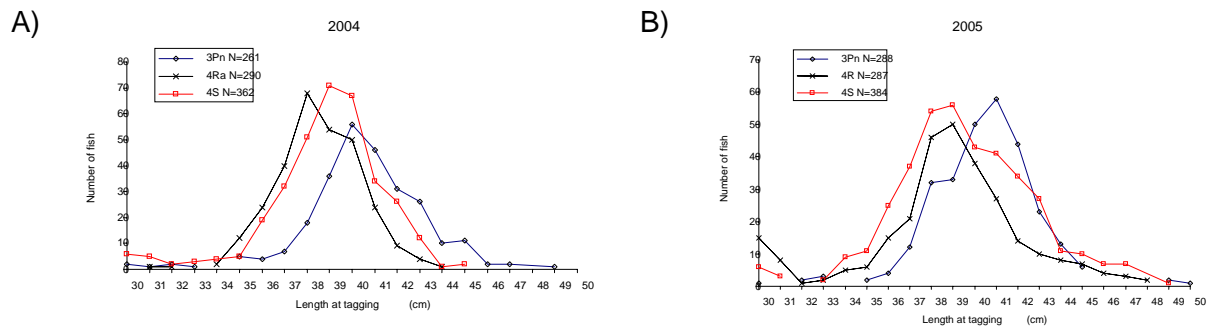 A)
2004
3Pn N=261
4Ra N=290
4S N=362
80
70
60
50
40
30
20
10
0
Number of fish
30 31 32 33 34 35 36 37 38 39 40 41 42 43 44 45 46 47 48 49 50
Length at tagging (cm)
B)
2005
3Pn N=288
4R N=287
4S N=384
70
60
50
40
30
20
10
0
Number of fish
30 31 32 33 34 35 36 37 38 39 40 41 42 43 44 45 46 47 48 49 50
Length at tagging (cm)